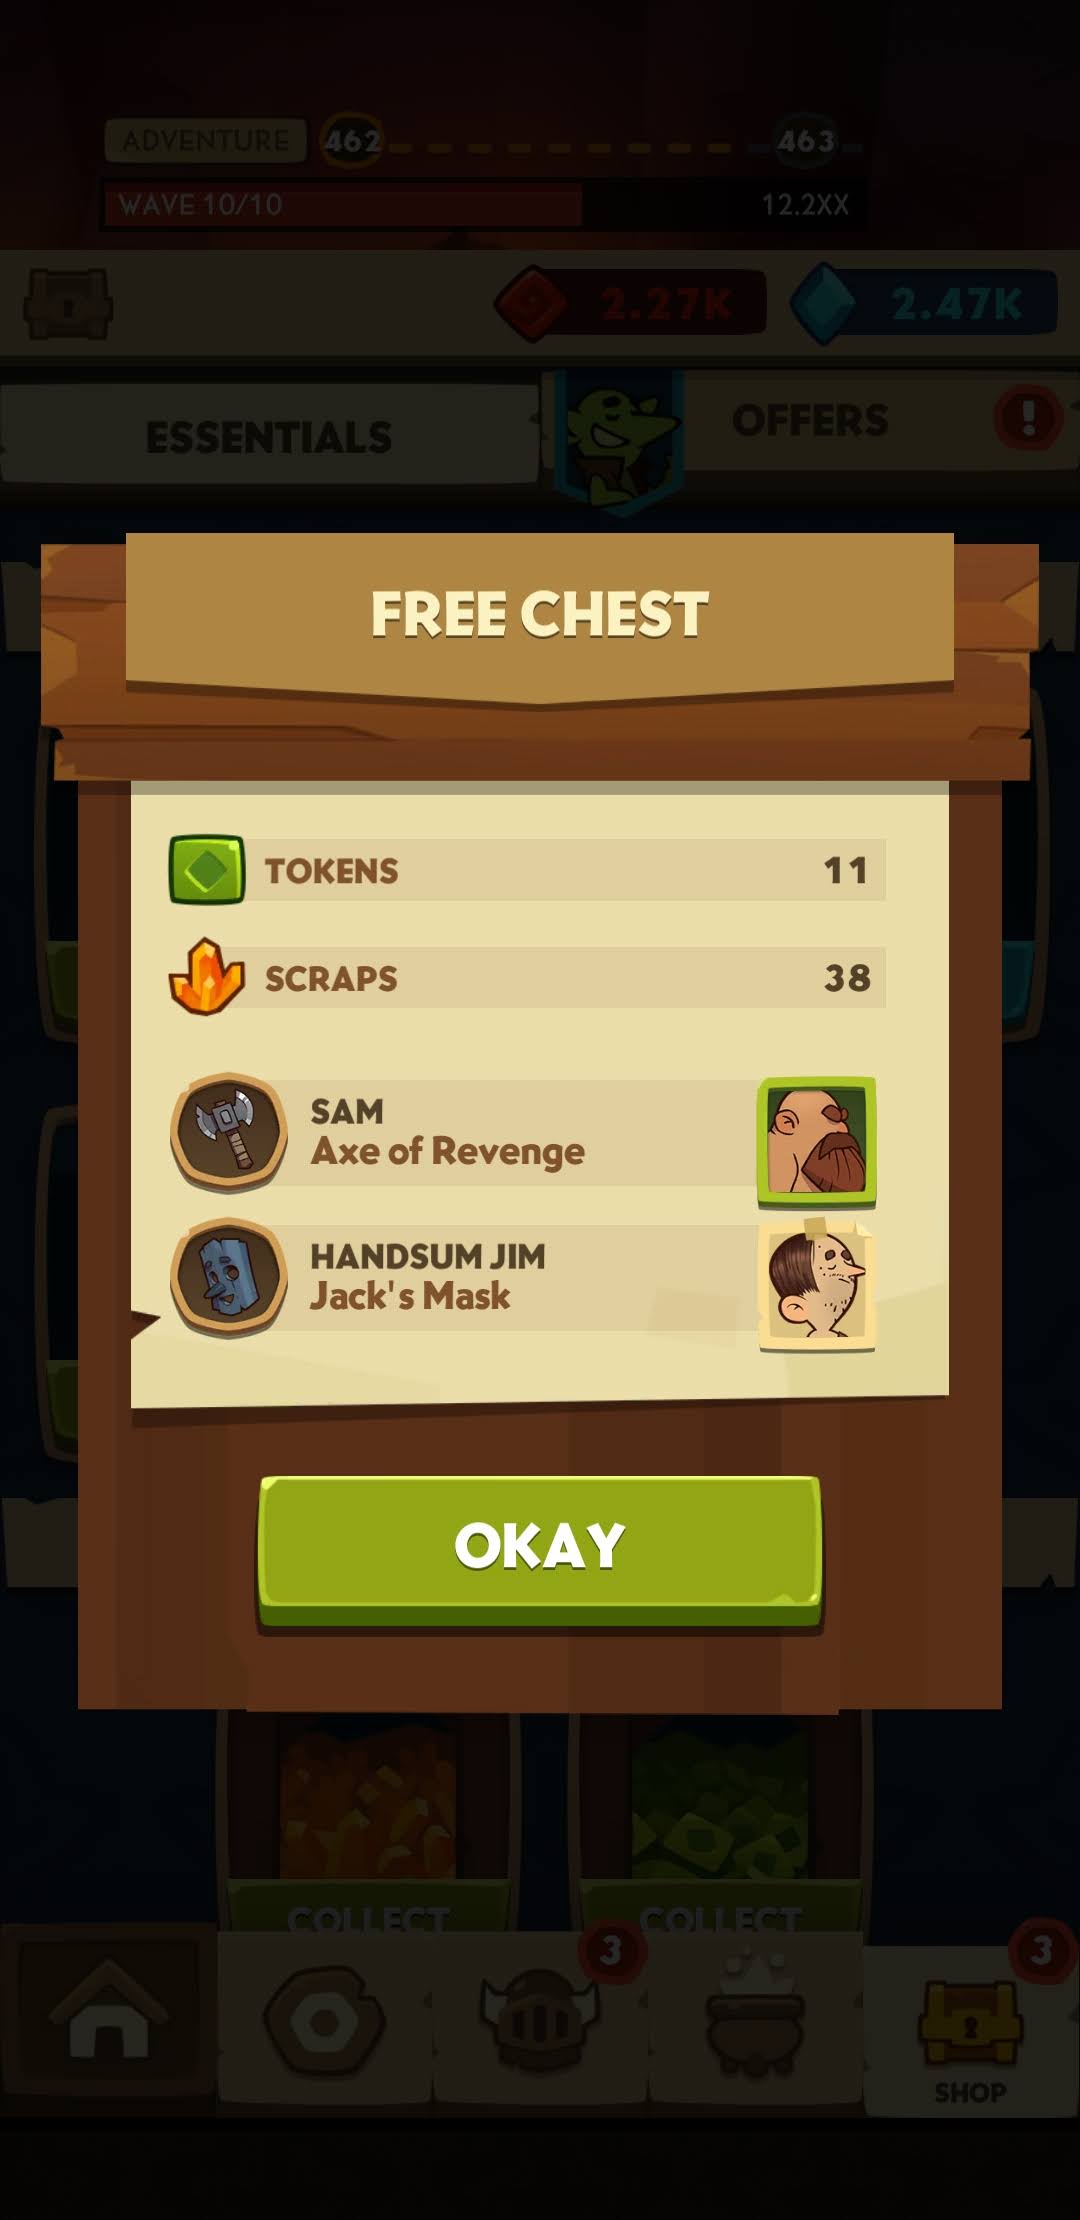 ADVENTURE 462 463
WAVE 10/10 12.2XX
2.27K 2.47K
ESSENTIALS OFFERS !
FREE CHEST
TOKENS 11
SCRAPS 38
SAM
Axe of Revenge
HANDSUM JIM
Jack's Mask
OKAY
COLLECT COLLECT
3 3
SHOP